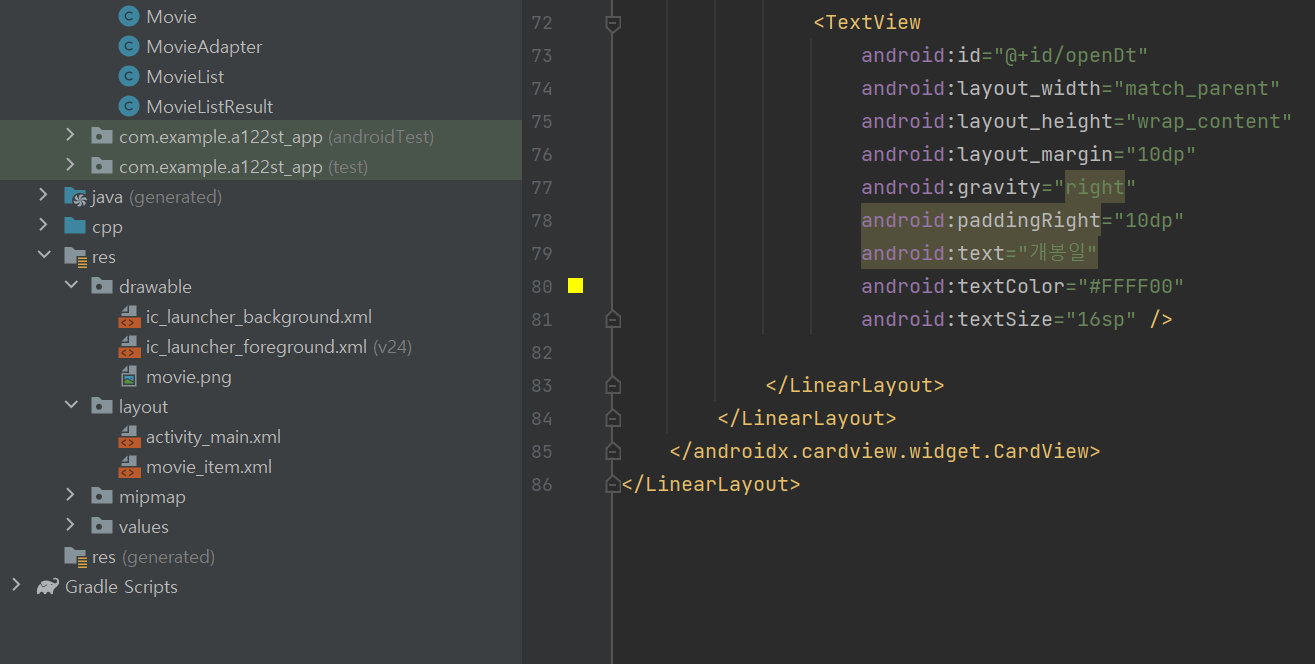 Movie
MovieAdapter
MovieList
MovieListResult
com.example.a122st_app (androidTest)
com.example.a122st_app (test)
java (generated)
cpp
res
drawable
ic_launcher_background.xml
ic_launcher_foreground.xml (v24)
movie.png
layout
activity_main.xml
movie_item.xml
mipmap
values
res (generated)
Gradle Scripts
72 <TextView
73 android:id="@+id/openDt"
74 android:layout_width="match_parent"
75 android:layout_height="wrap_content"
76 android:layout_margin="10dp"
77 android:gravity="right"
78 android:paddingRight="10dp"
79 android:text="개봉일"
80 android:textColor="#FFFF00"
81 android:textSize="16sp" />
82
83 </LinearLayout>
84 </LinearLayout>
85 </androidx.cardview.widget.CardView>
86 </LinearLayout>